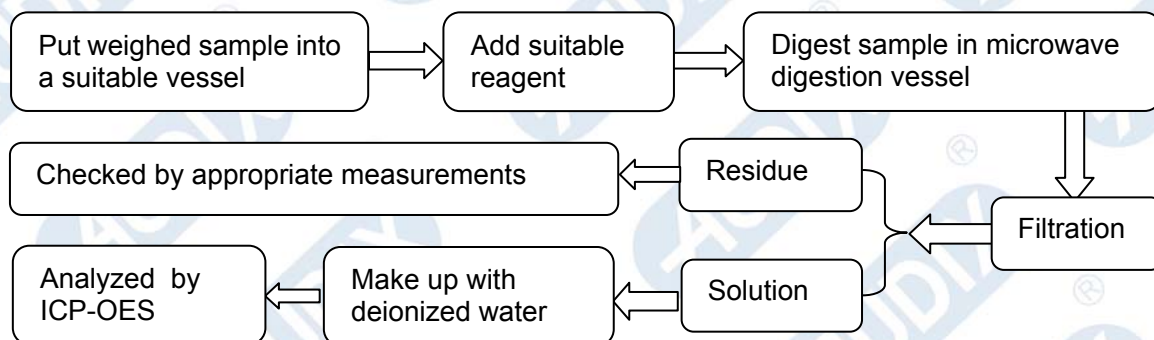 Put weighed sample into
a suitable vessel
Add suitable
reagent
Digest sample in microwave
digestion vessel
Checked by appropriate measurements
Residue
Filtration
Analyzed by
ICP-OES
Make up with
deionized water
Solution
AUDIX
®
®